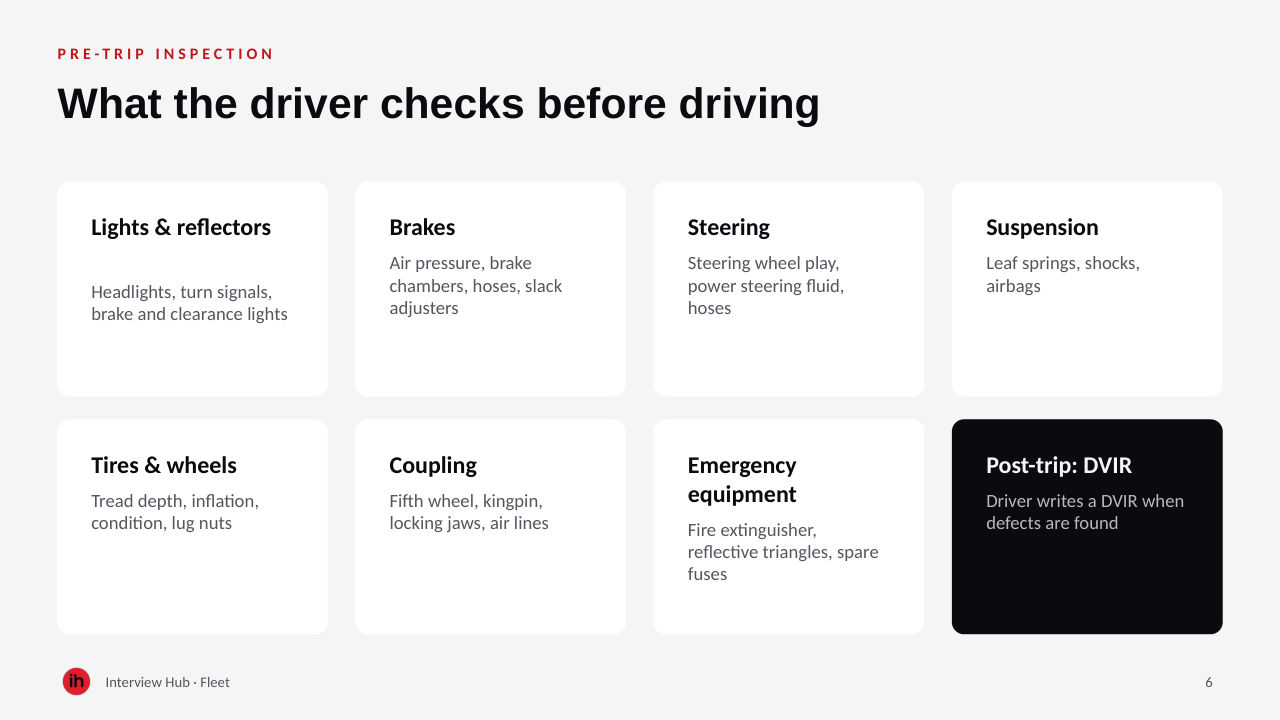 PRE-TRIP INSPECTION
What the driver checks before driving
Lights & reflectors
Headlights, turn signals,
brake and clearance lights
Brakes
Air pressure, brake
chambers, hoses, slack
adjusters
Steering
Steering wheel play,
power steering fluid,
hoses
Suspension
Leaf springs, shocks,
airbags
Tires & wheels
Tread depth, inflation,
condition, lug nuts
Coupling
Fifth wheel, kingpin,
locking jaws, air lines
Emergency
equipment
Fire extinguisher,
reflective triangles, spare
fuses
Post-trip: DVIR
Driver writes a DVIR when
defects are found
ih
Interview Hub · Fleet
6